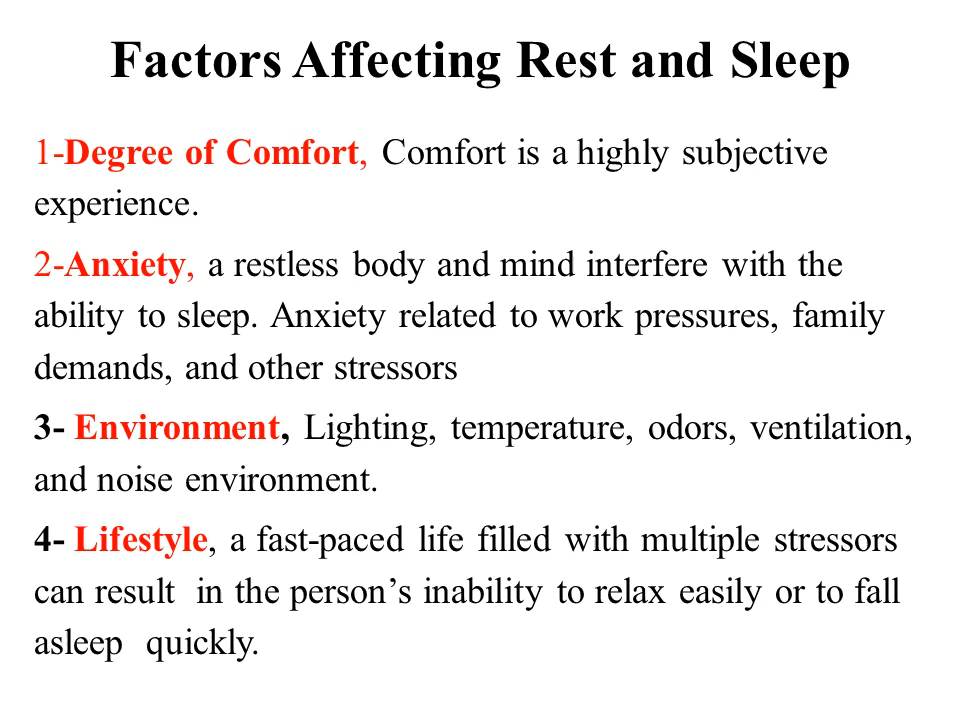 Factors Affecting Rest and Sleep
1-Degree of Comfort, Comfort is a highly subjective
experience.
2-Anxiety, a restless body and mind interfere with the
ability to sleep. Anxiety related to work pressures, family
demands, and other stressors
3- Environment, Lighting, temperature, odors, ventilation,
and noise environment.
4- Lifestyle, a fast-paced life filled with multiple stressors
can result  in the person’s inability to relax easily or to fall
asleep  quickly.